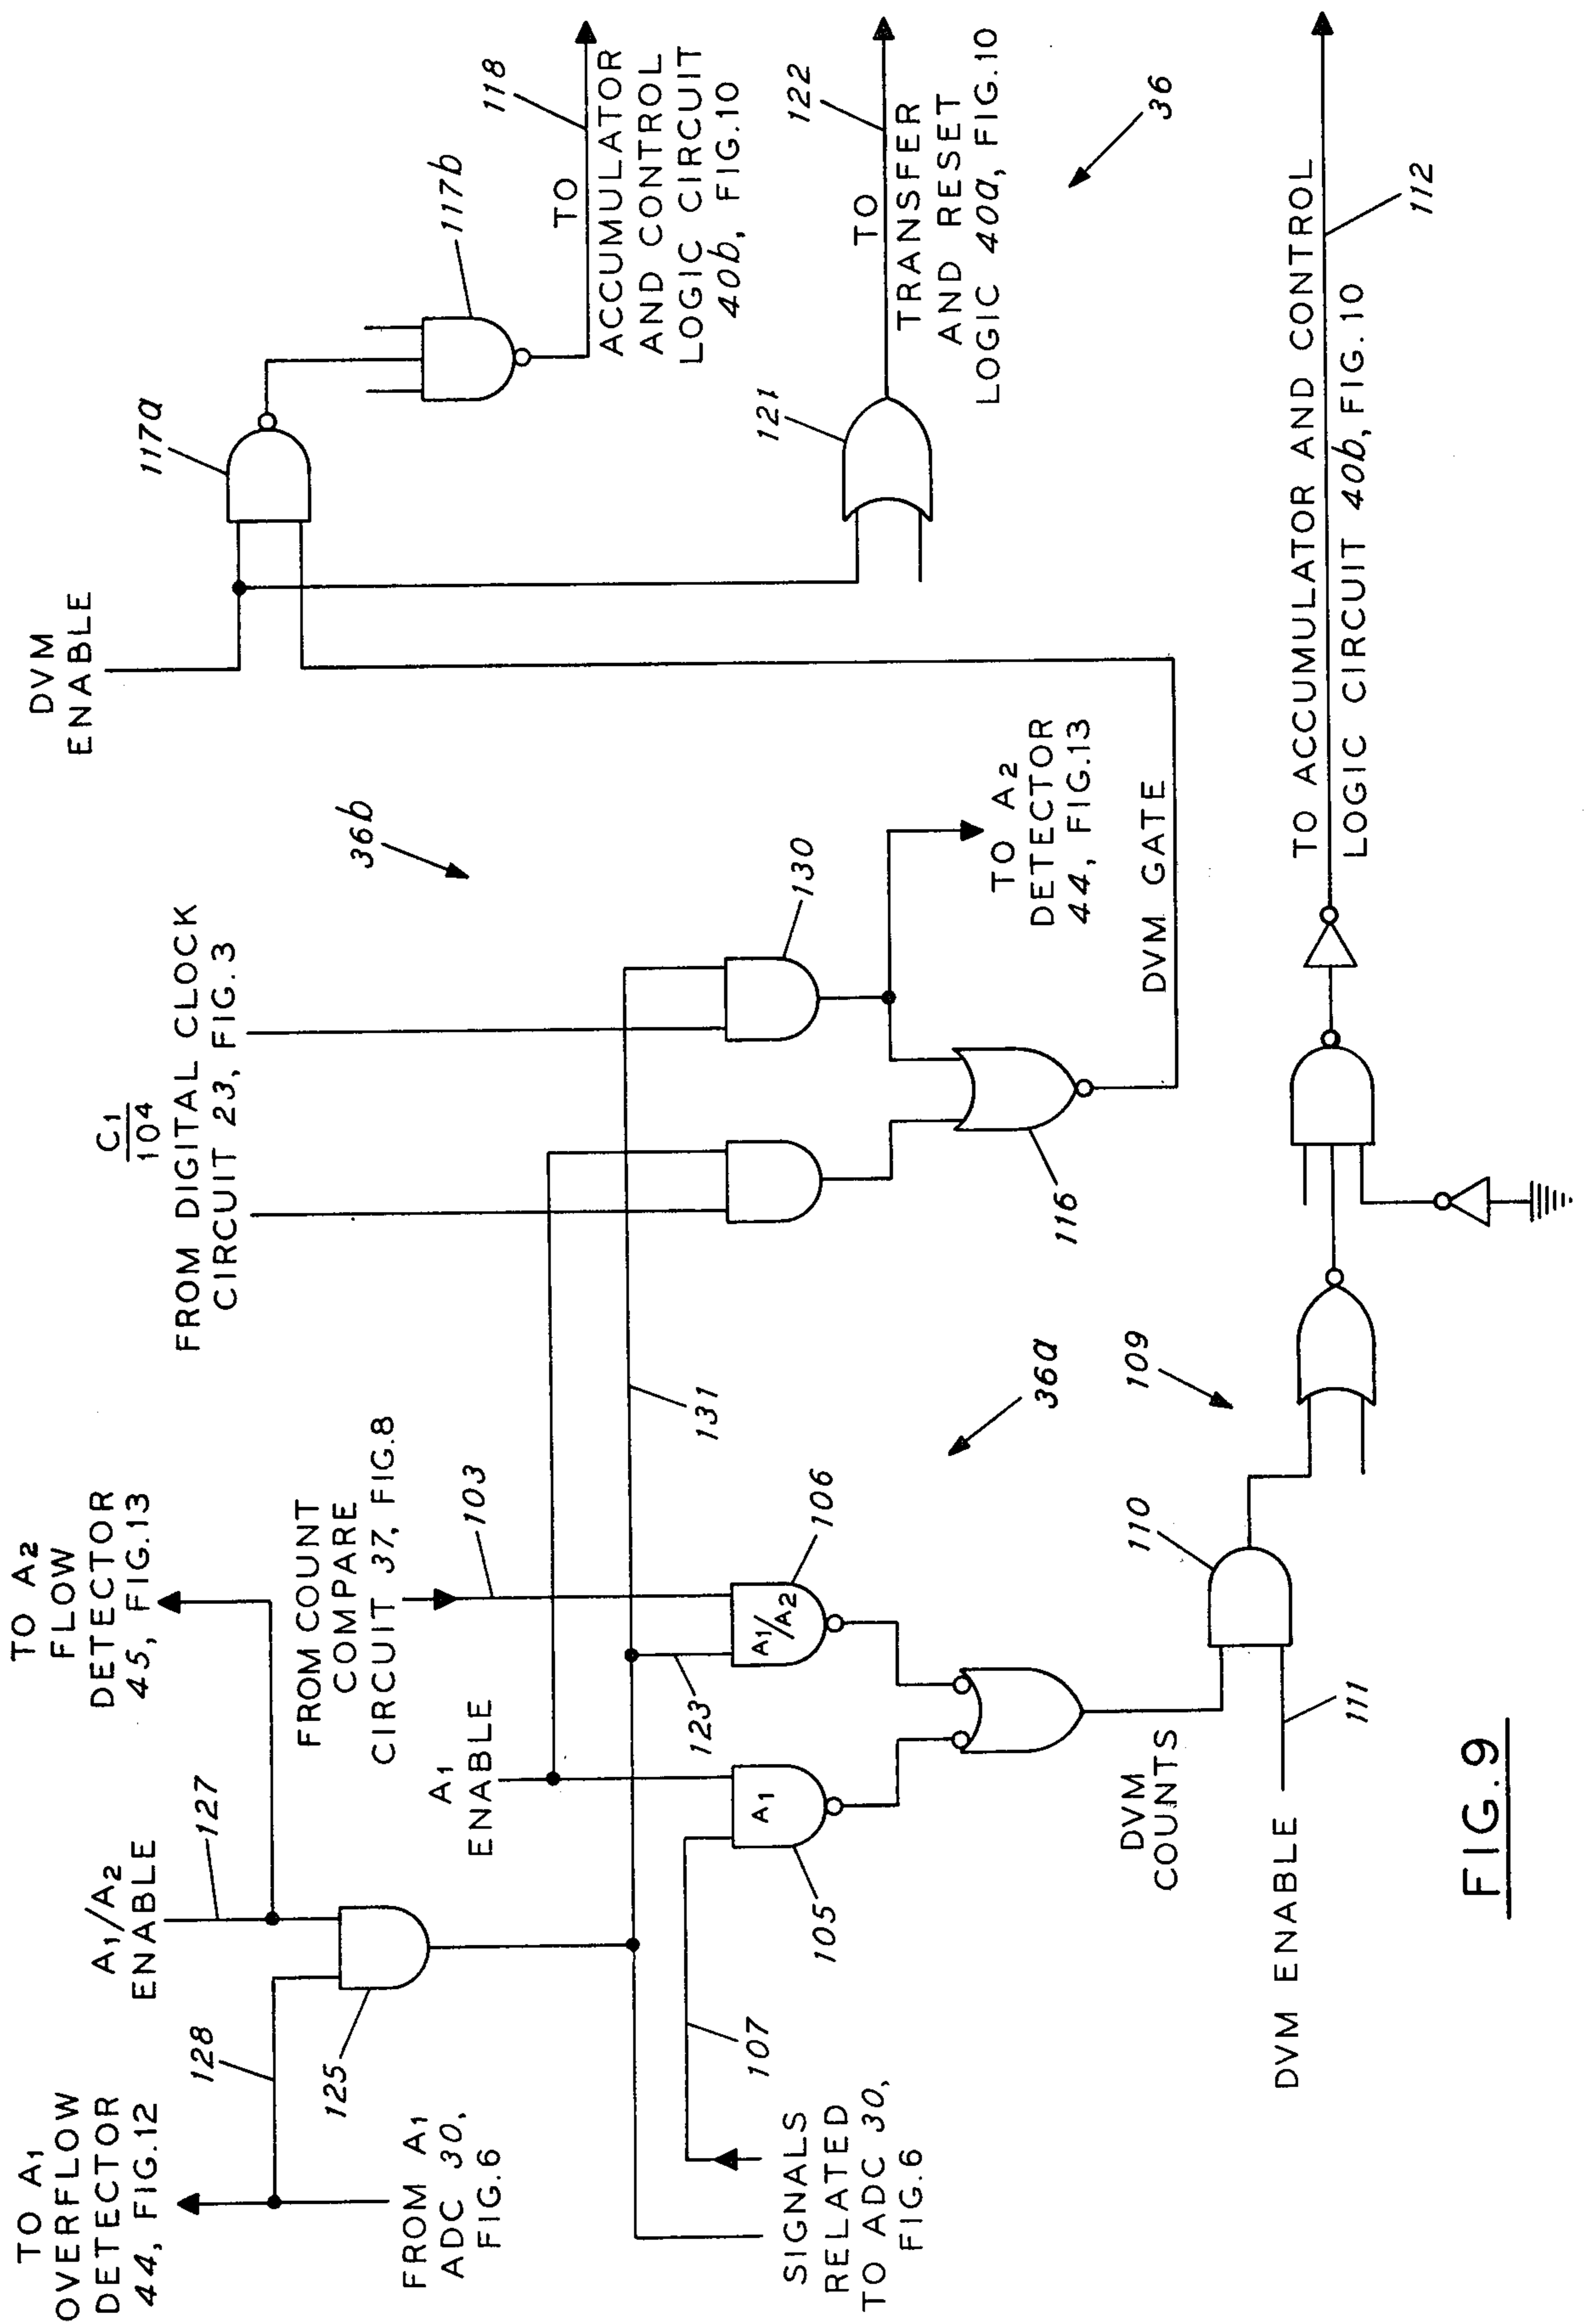 TO A1
OVERFLOW
DETECTOR
44, FIG.12
128
125
FROM A1
ADC 30,
FIG.6
A1/A2
ENABLE
127
TO A2
FLOW
DETECTOR
45, FIG.13
FROM COUNT
COMPARE
CIRCUIT 37, FIG.8
103
A1
ENABLE
123
131
107
SIGNALS
RELATED
TO ADC 30,
FIG.6
A1
105
A1/A2
106
36a
DVM
COUNTS
DVM ENABLE
111
110
109
C1
104
FROM DIGITAL CLOCK
CIRCUIT 23, FIG.3
36b
130
116
TO A2
DETECTOR
44, FIG.13
DVM GATE
DVM
ENABLE
117a
117b
118
TO
ACCUMULATOR
AND CONTROL
LOGIC CIRCUIT
40b, FIG.10
121
122
TO
TRANSFER
AND RESET
LOGIC 40a, FIG.10
36
TO ACCUMULATOR AND CONTROL
LOGIC CIRCUIT 40b, FIG.10
112
FIG.9